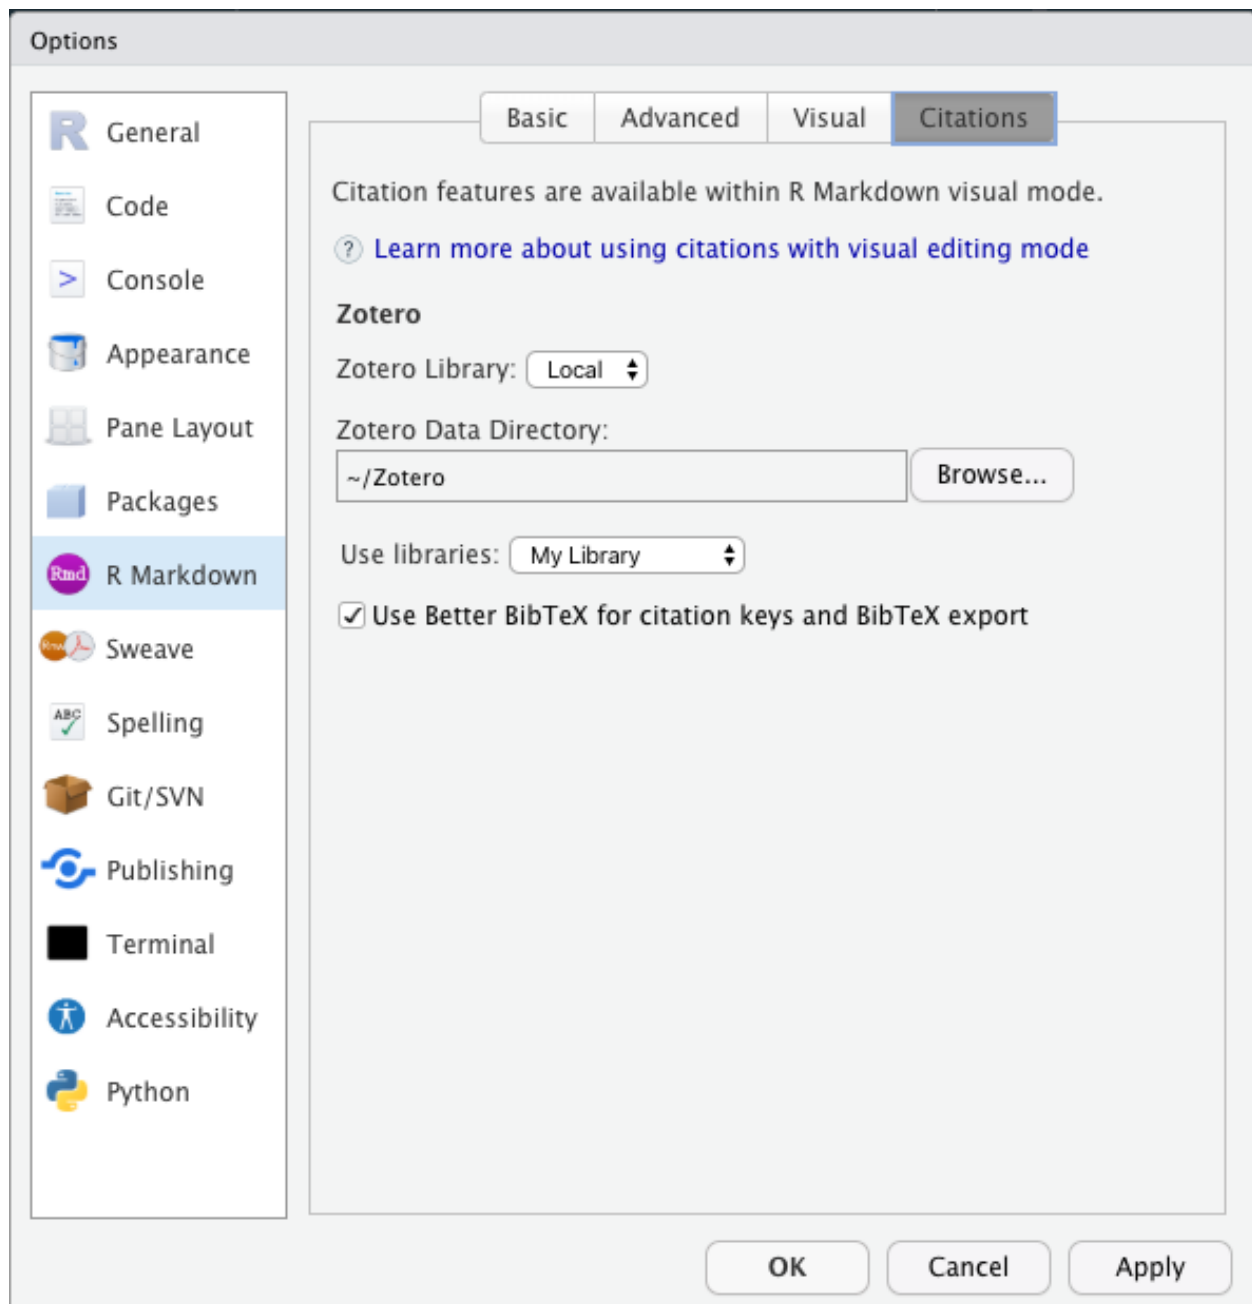 Options
General
Code
Console
Appearance
Pane Layout
Packages
Rmd R Markdown
Sweave
ABC Spelling
Git/SVN
Publishing
Terminal
Accessibility
Python
Basic Advanced Visual Citations
Citation features are available within R Markdown visual mode.
? Learn more about using citations with visual editing mode
Zotero
Zotero Library: Local
Zotero Data Directory:
~/Zotero Browse...
Use libraries: My Library
Use Better BibTeX for citation keys and BibTeX export
OK Cancel Apply